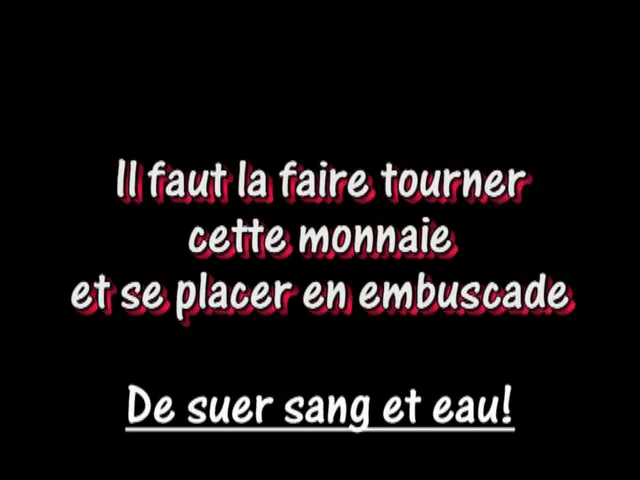 Il faut la faire tourner
cette monnaie
et se placer en embuscade
De suer sang et eau!